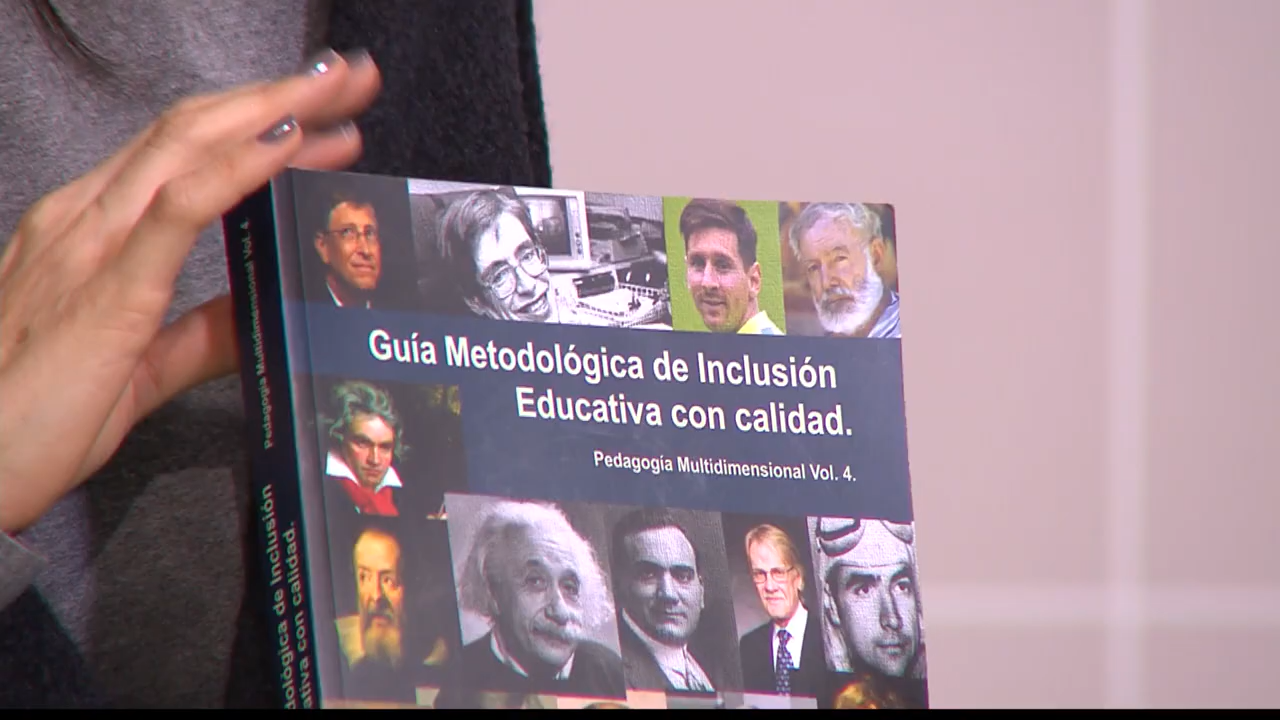 Guía Metodológica de Inclusión
Educativa con calidad.
Pedagogía Multidimensional Vol. 4.
Pedagogía Multidimensional Vol. 4.
dológica de Inclusión
ativa con calidad.